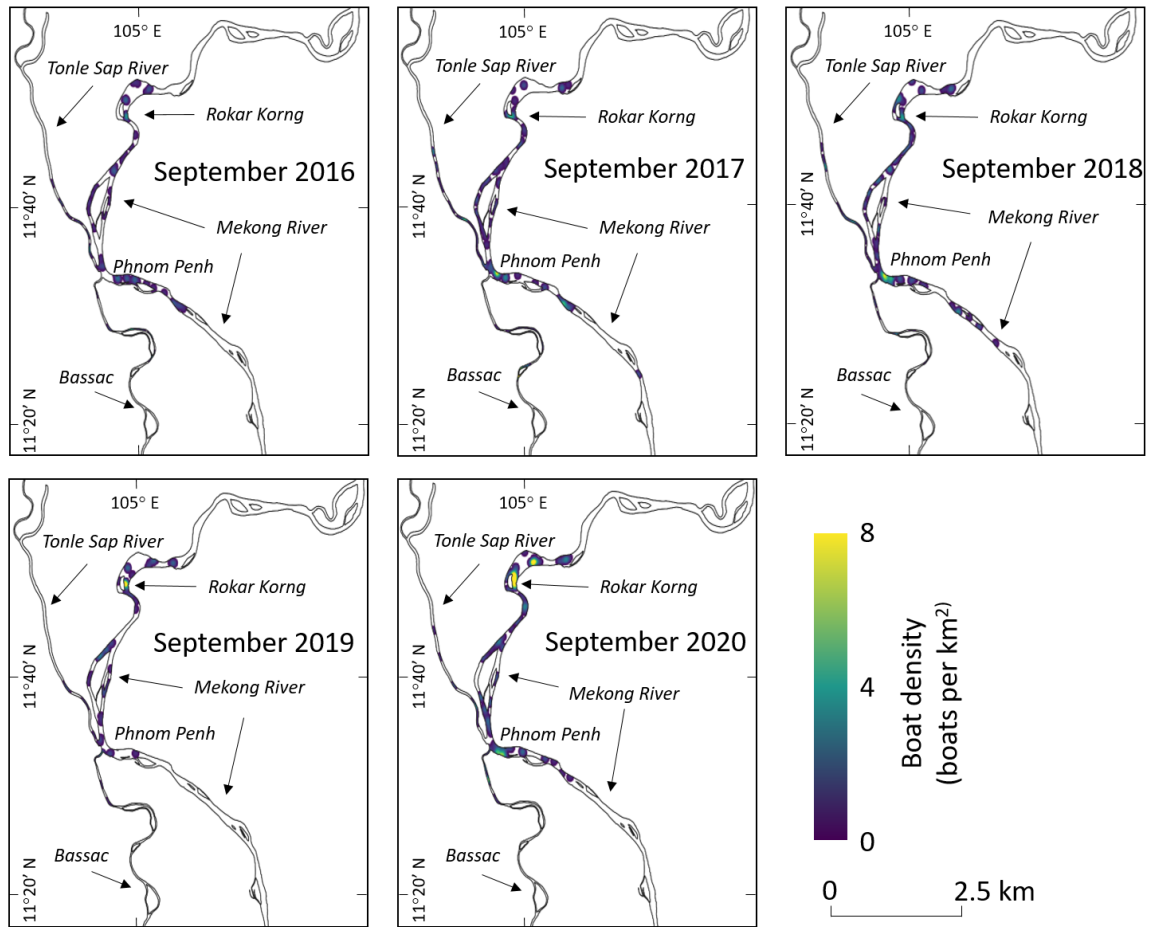 105° E
Tonle Sap River
Rokar Korng
September 2016
11°40′ N
Mekong River
Phnom Penh
Bassac
11°20′ N
105° E
Tonle Sap River
Rokar Korng
September 2017
11°40′ N
Mekong River
Phnom Penh
Bassac
11°20′ N
105° E
Tonle Sap River
Rokar Korng
September 2018
11°40′ N
Mekong River
Phnom Penh
Bassac
11°20′ N
105° E
Tonle Sap River
Rokar Korng
September 2019
11°40′ N
Mekong River
Phnom Penh
Bassac
11°20′ N
105° E
Tonle Sap River
Rokar Korng
September 2020
11°40′ N
Mekong River
Phnom Penh
Bassac
11°20′ N
8
4
0
Boat density
(boats per km²)
0 2.5 km